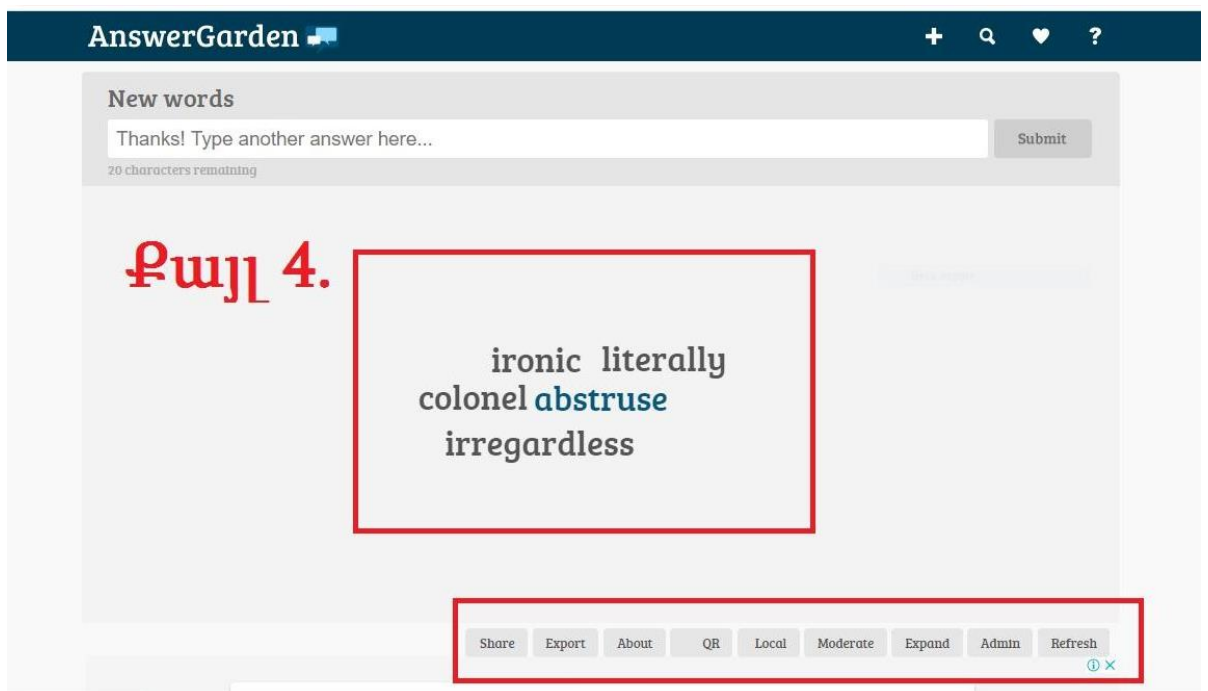 AnswerGarden
New words
Thanks! Type another answer here...
Submit
20 characters remaining
Քայլ 4.
ironic literally
colonel abstruse
irregardless
Share Export About QR Local Moderate Expand Admin Refresh